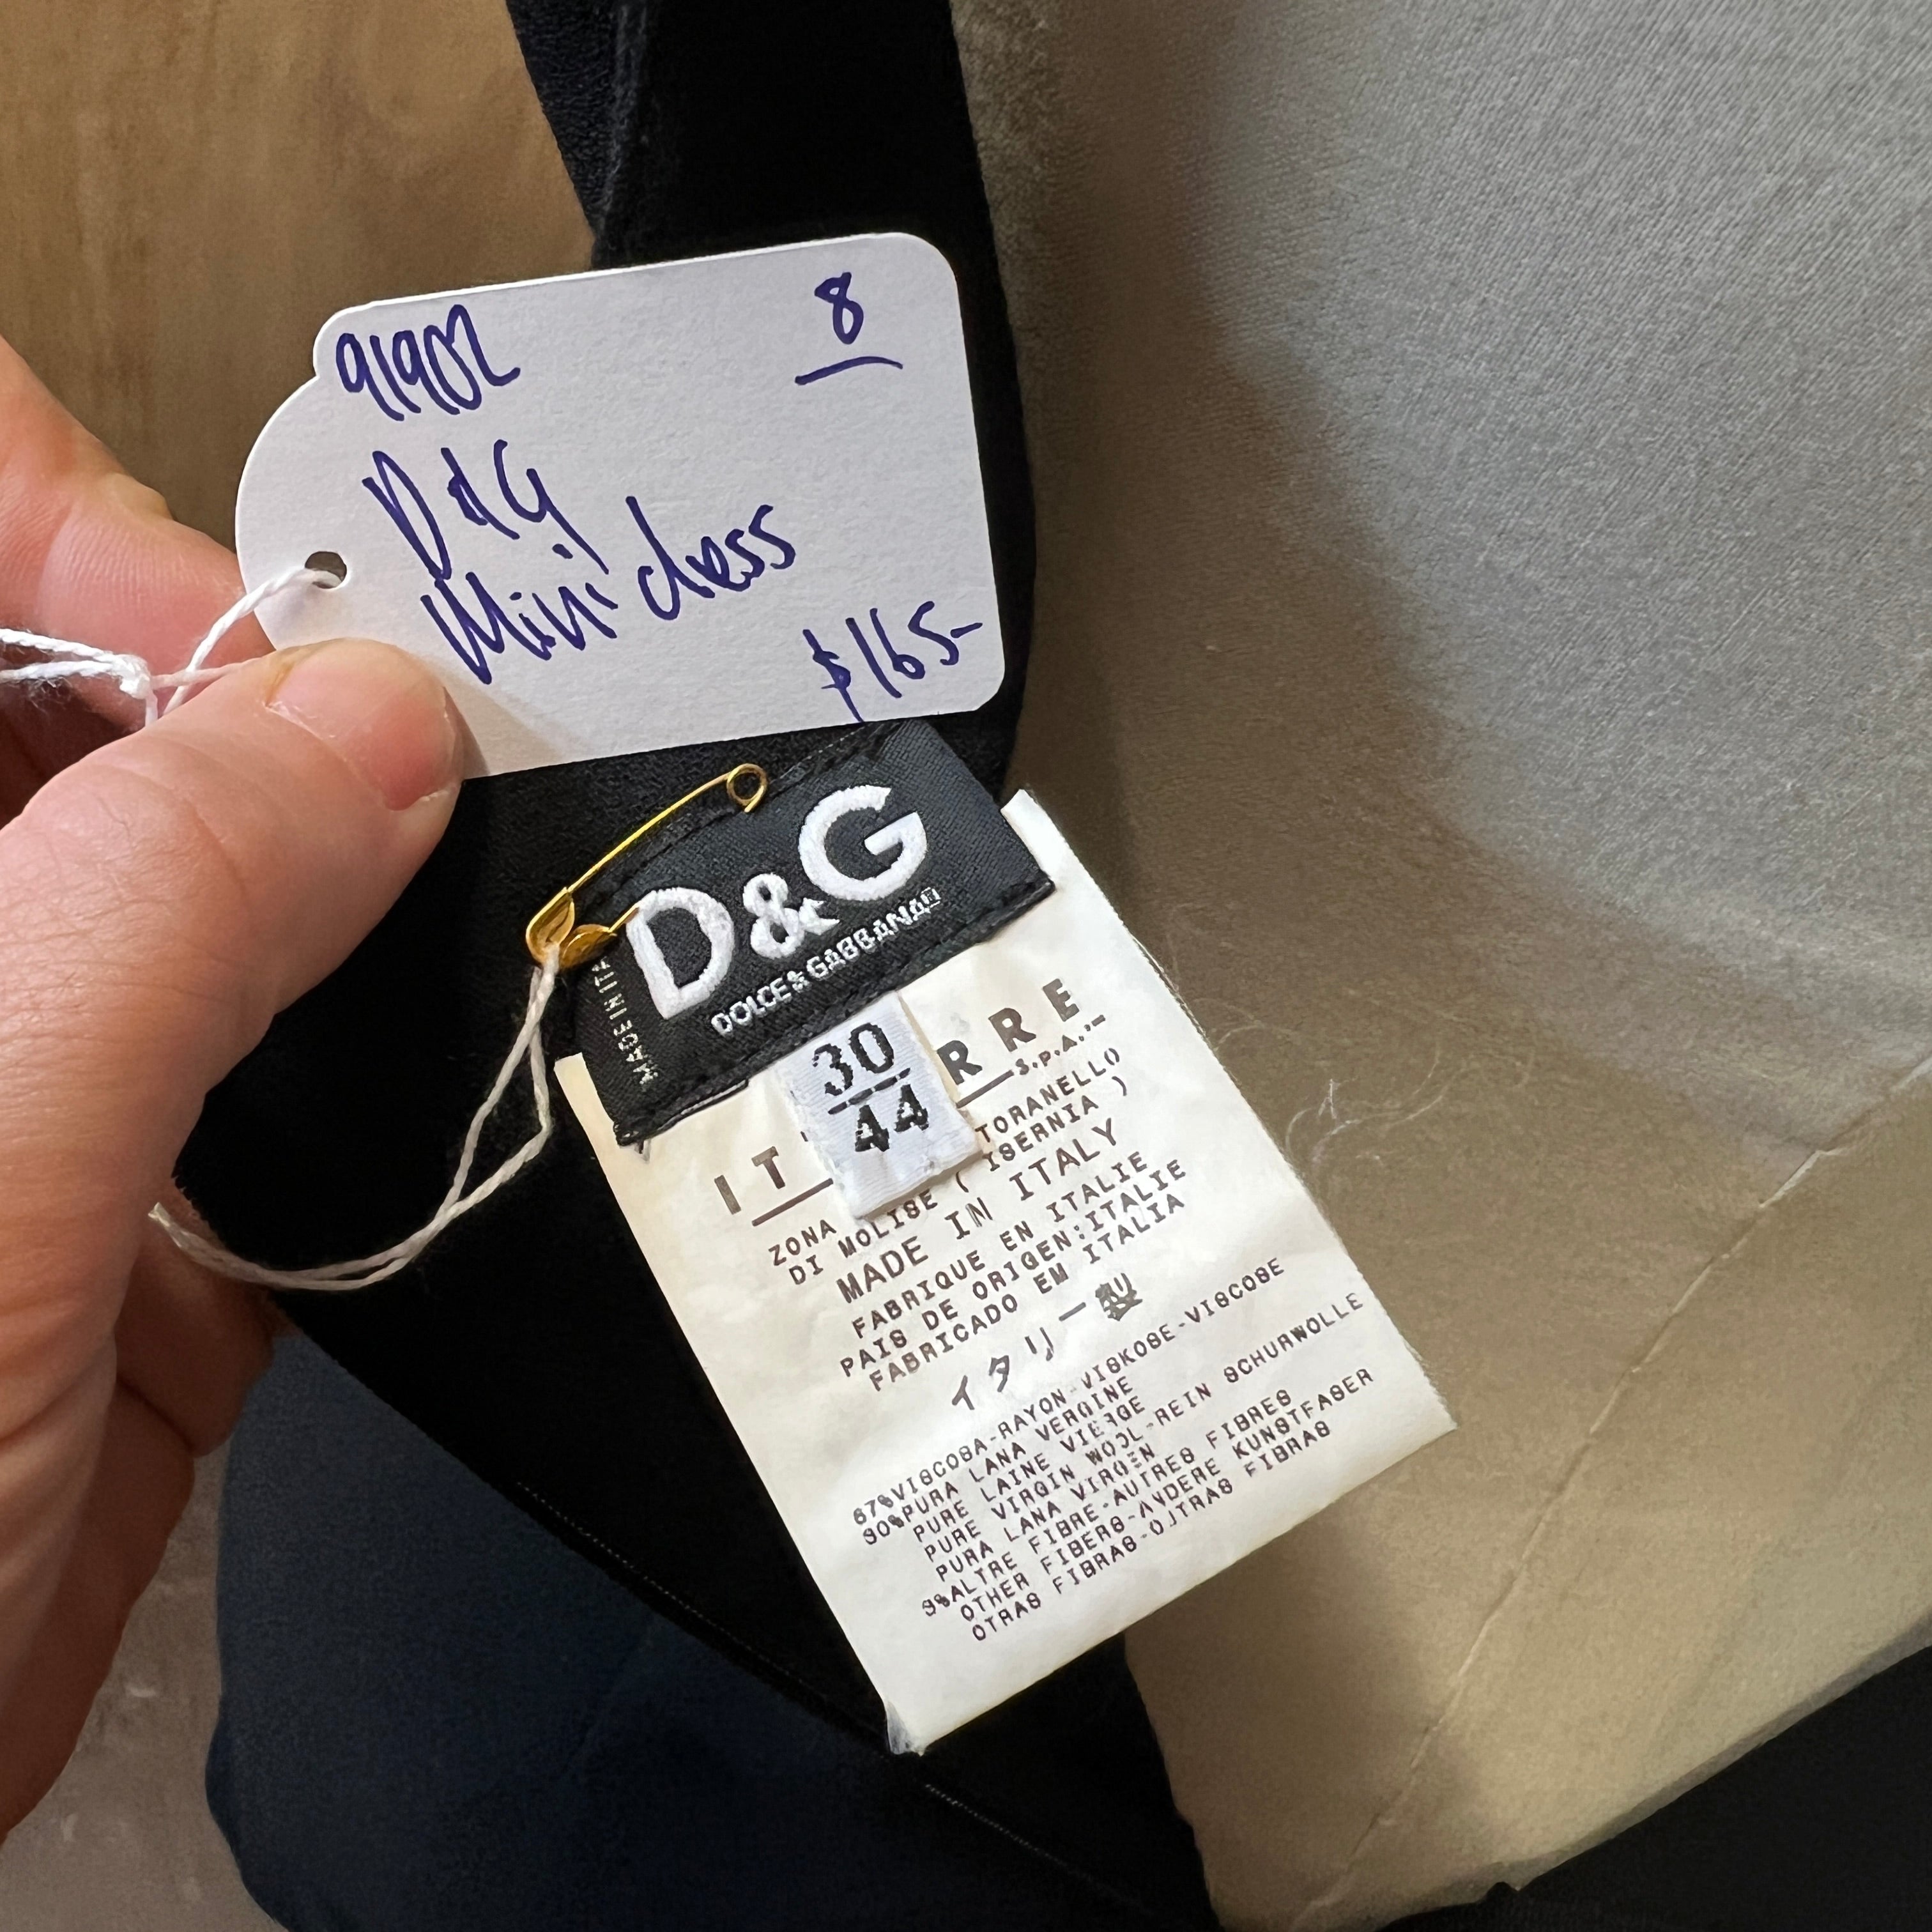 91902
8
D&G
Mini dress
$165-
D&G
DOLCE&GABBANA
MADE IN ITA
30
44
RRE
S.P.A.
ZONA TORANELLO
DI MOLISE ( ISERNIA )
MADE IN ITALY
FABRIQUE EN ITALIE
PAIS DE ORIGEN:ITALIE
FABRICADO EM ITALIA
イタリー製
67%VISCOSA-RAYON-VISKOSE-VISCOSE
30%PURA LANA VERGINE
PURE LAINE VIERGE
PURE VIRGIN WOOL-REIN SCHURWOLLE
PURA LANA VIRGEN
3%ALTRE FIBRE-AUTRES FIBRES
OTHER FIBERS-ANDERE KUNSTFASER
OTRAS FIBRAS-OUTRAS FIBRAS